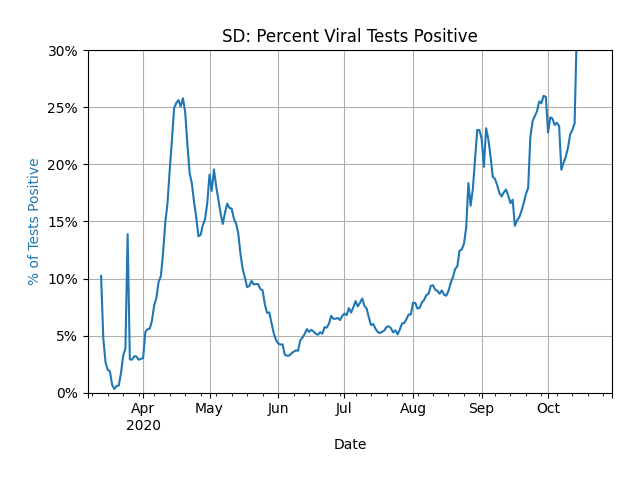 SD: Percent Viral Tests Positive
30%
25%
20%
15%
10%
5%
0%
% of Tests Positive
Apr May Jun Jul Aug Sep Oct
2020
Date